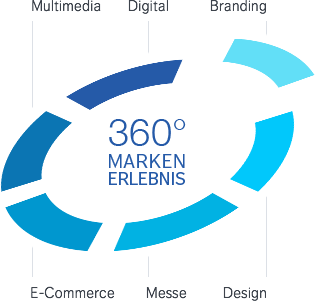 Multimedia Digital Branding
360°
MARKEN
ERLEBNIS
E-Commerce Messe Design